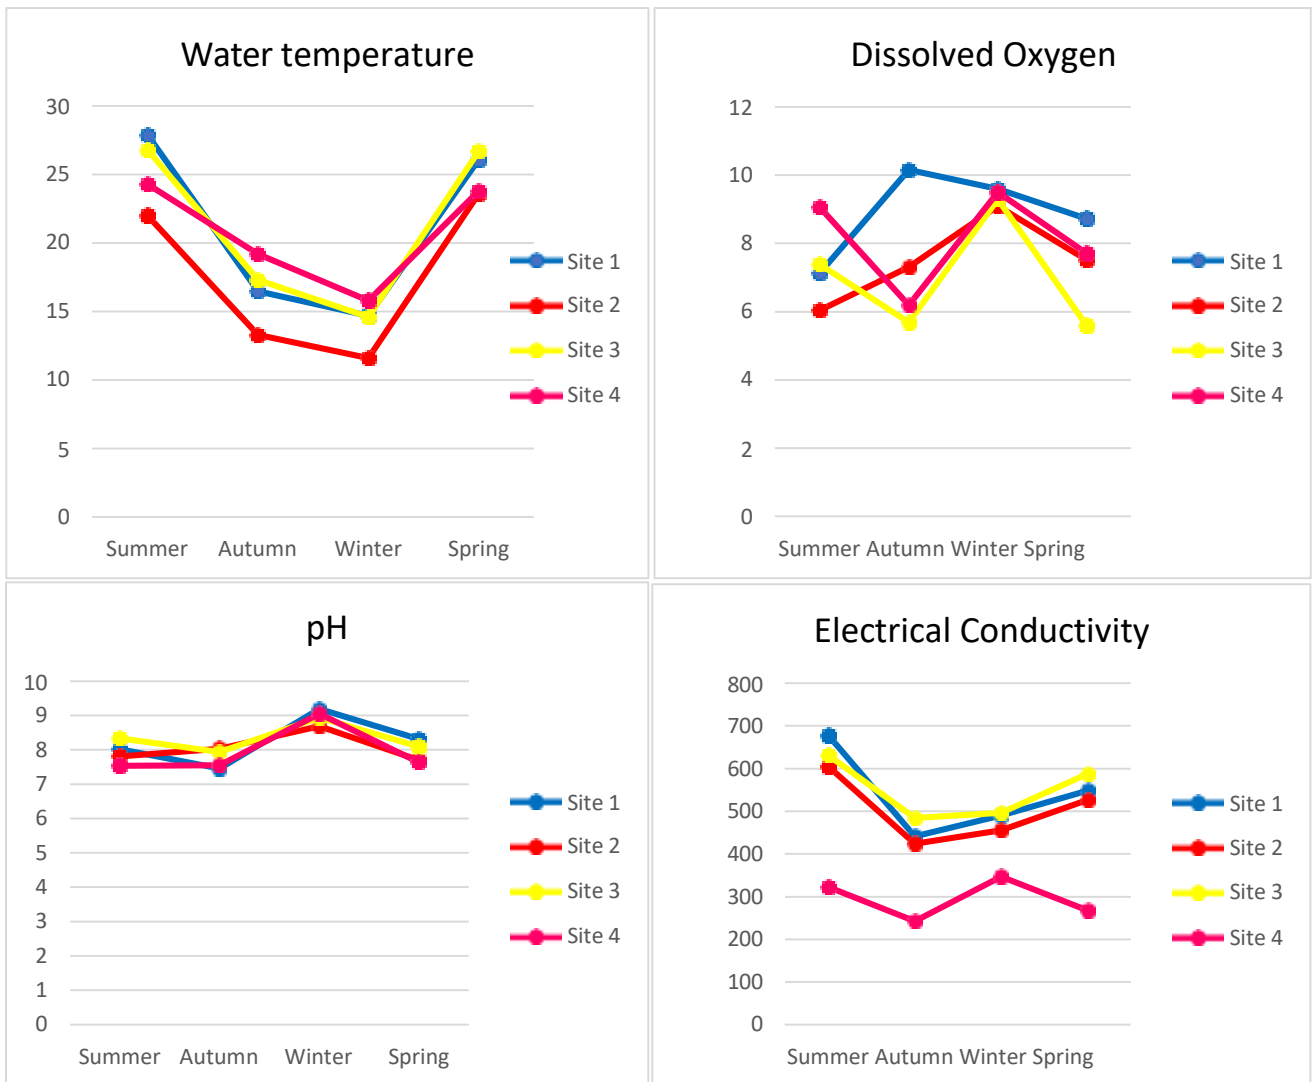 Water temperature
30
25
20
15
10
5
0
Summer Autumn Winter Spring
Site 1
Site 2
Site 3
Site 4
Dissolved Oxygen
12
10
8
6
4
2
0
Summer Autumn Winter Spring
Site 1
Site 2
Site 3
Site 4
pH
10
9
8
7
6
5
4
3
2
1
0
Summer Autumn Winter Spring
Site 1
Site 2
Site 3
Site 4
Electrical Conductivity
800
700
600
500
400
300
200
100
0
Summer Autumn Winter Spring
Site 1
Site 2
Site 3
Site 4